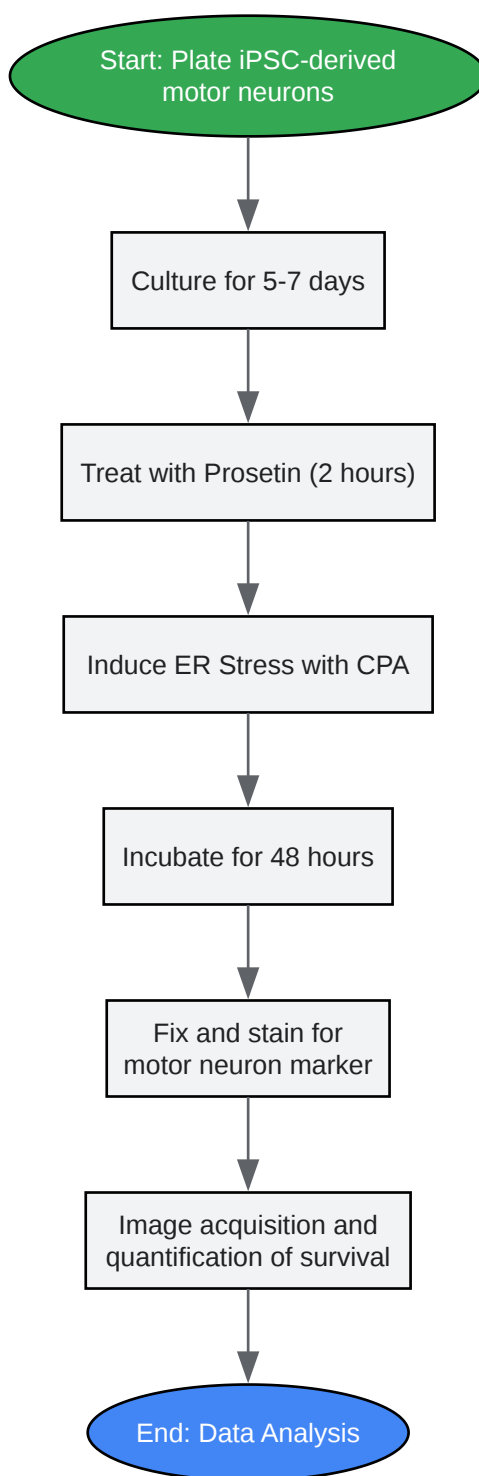 Start: Plate iPSC-derived
motor neurons
Culture for 5-7 days
Treat with Prosetin (2 hours)
Induce ER Stress with CPA
Incubate for 48 hours
Fix and stain for
motor neuron marker
Image acquisition and
quantification of survival
End: Data Analysis